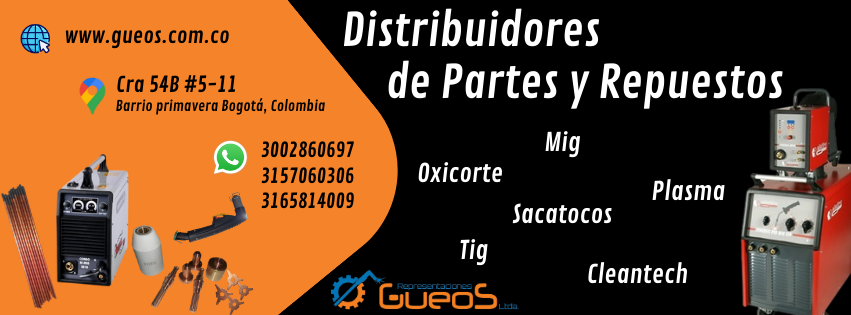 www.gueos.com.co
Cra 54B #5-11
Barrio primavera Bogotá, Colombia
3002860697
3157060306
3165814009
Distribuidores
de Partes y Repuestos
Mig
Oxicorte
Plasma
Sacatocos
Tig
Cleantech
Representaciones
GueoS
Ltda